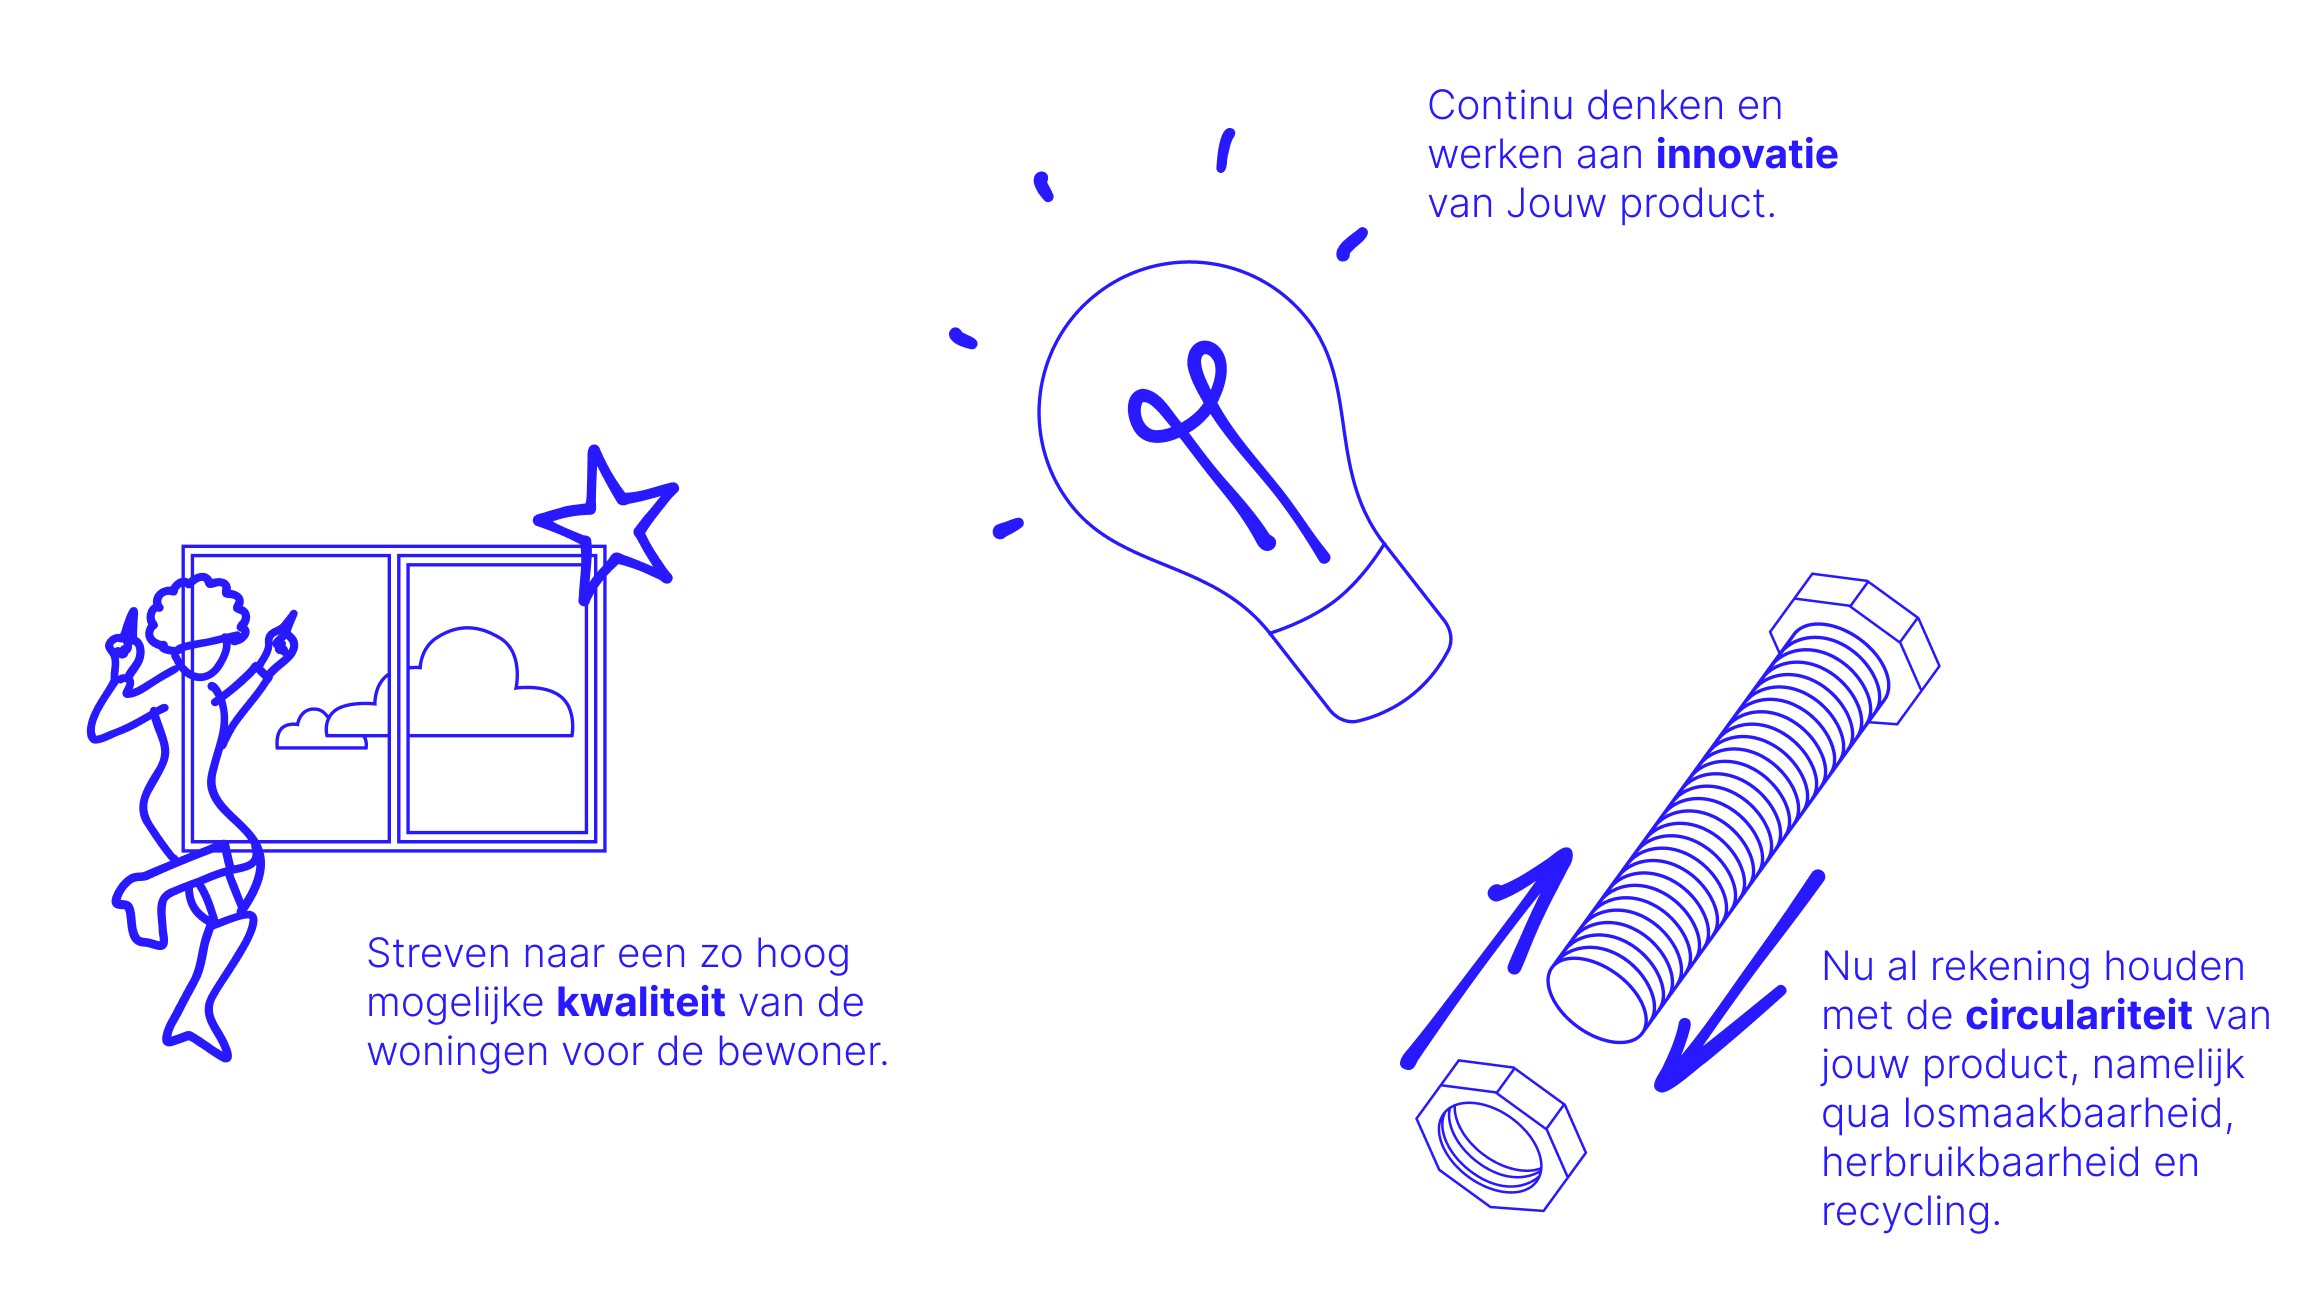 Continu denken en
werken aan innovatie
van Jouw product.
Streven naar een zo hoog
mogelijke kwaliteit van de
woningen voor de bewoner.
Nu al rekening houden
met de circulariteit van
jouw product, namelijk
qua losmaakbaarheid,
herbruikbaarheid en
recycling.